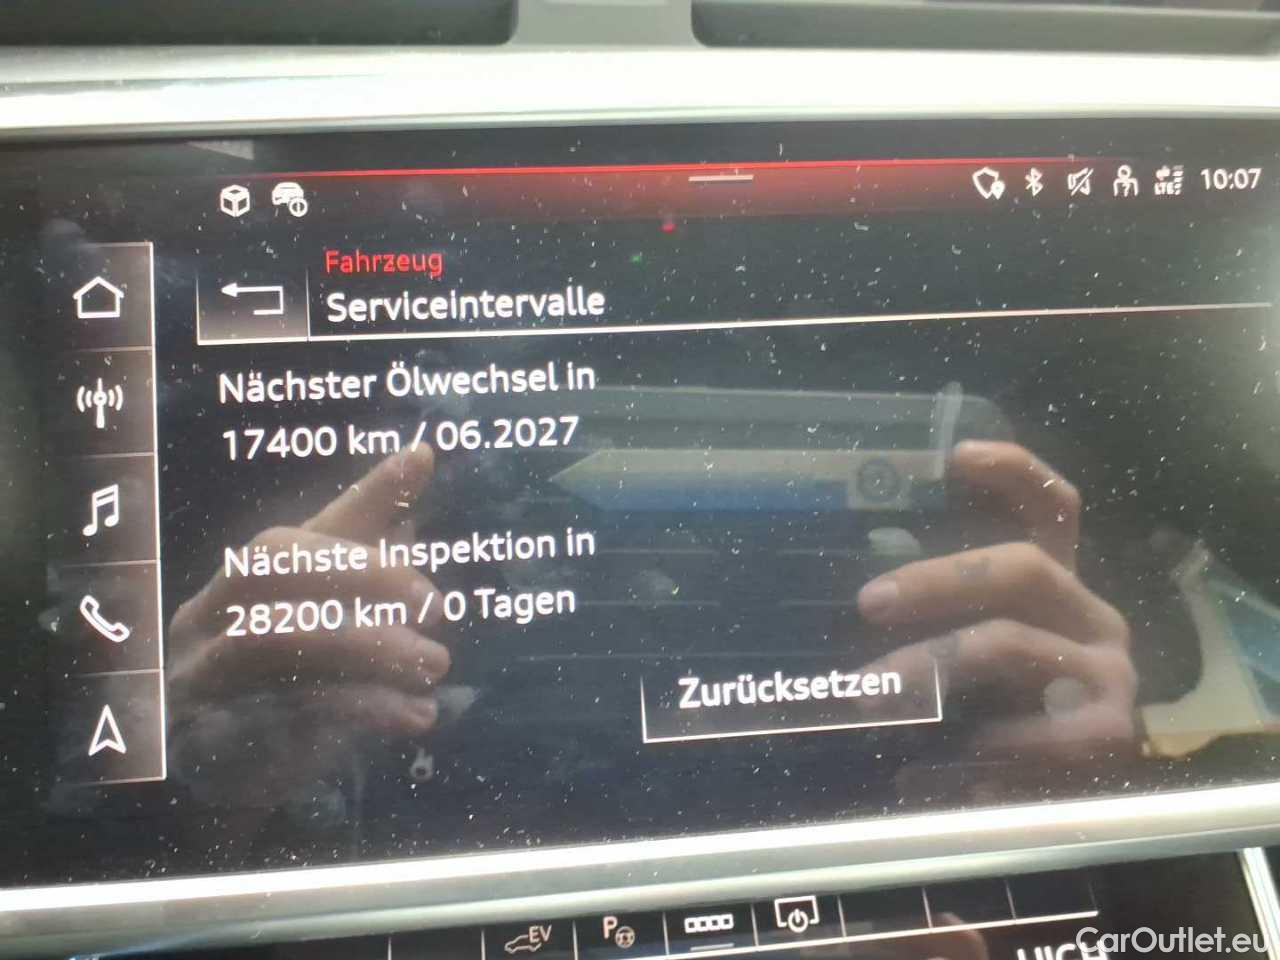 10:07
LTE
Fahrzeug
Serviceintervalle
Nächster Ölwechsel in
17400 km / 06.2027
Nächste Inspektion in
28200 km / 0 Tagen
Zurücksetzen
EV
P
CarOutlet.eu